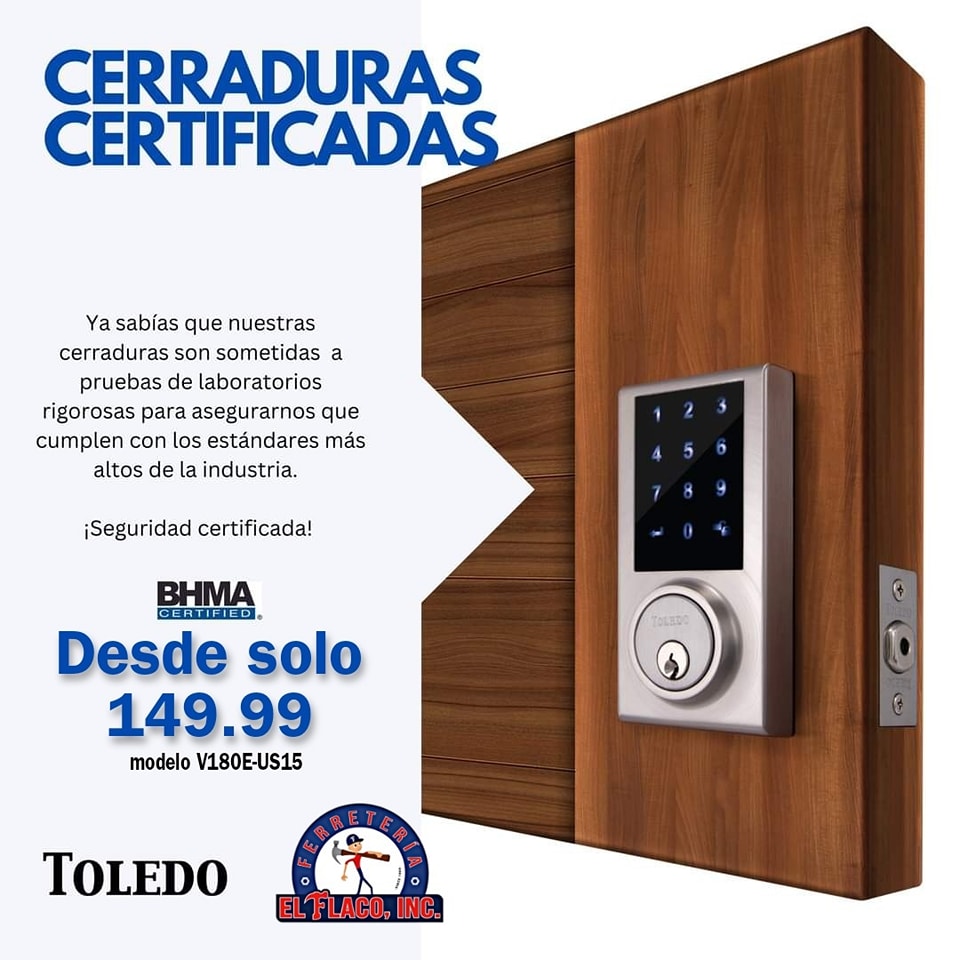 CERRADURAS
CERTIFICADAS
Ya sabías que nuestras
cerraduras son sometidas a
pruebas de laboratorios
rigorosas para asegurarnos que
cumplen con los estándares más
altos de la industria.
¡Seguridad certificada!
BHMA
CERTIFIED
Desde solo
149.99
modelo V180E-US15
TOLEDO
FERRETERÍA
EL FLACO, INC.
1 2 3
4 5 6
7 8 9
0
TOLEDO